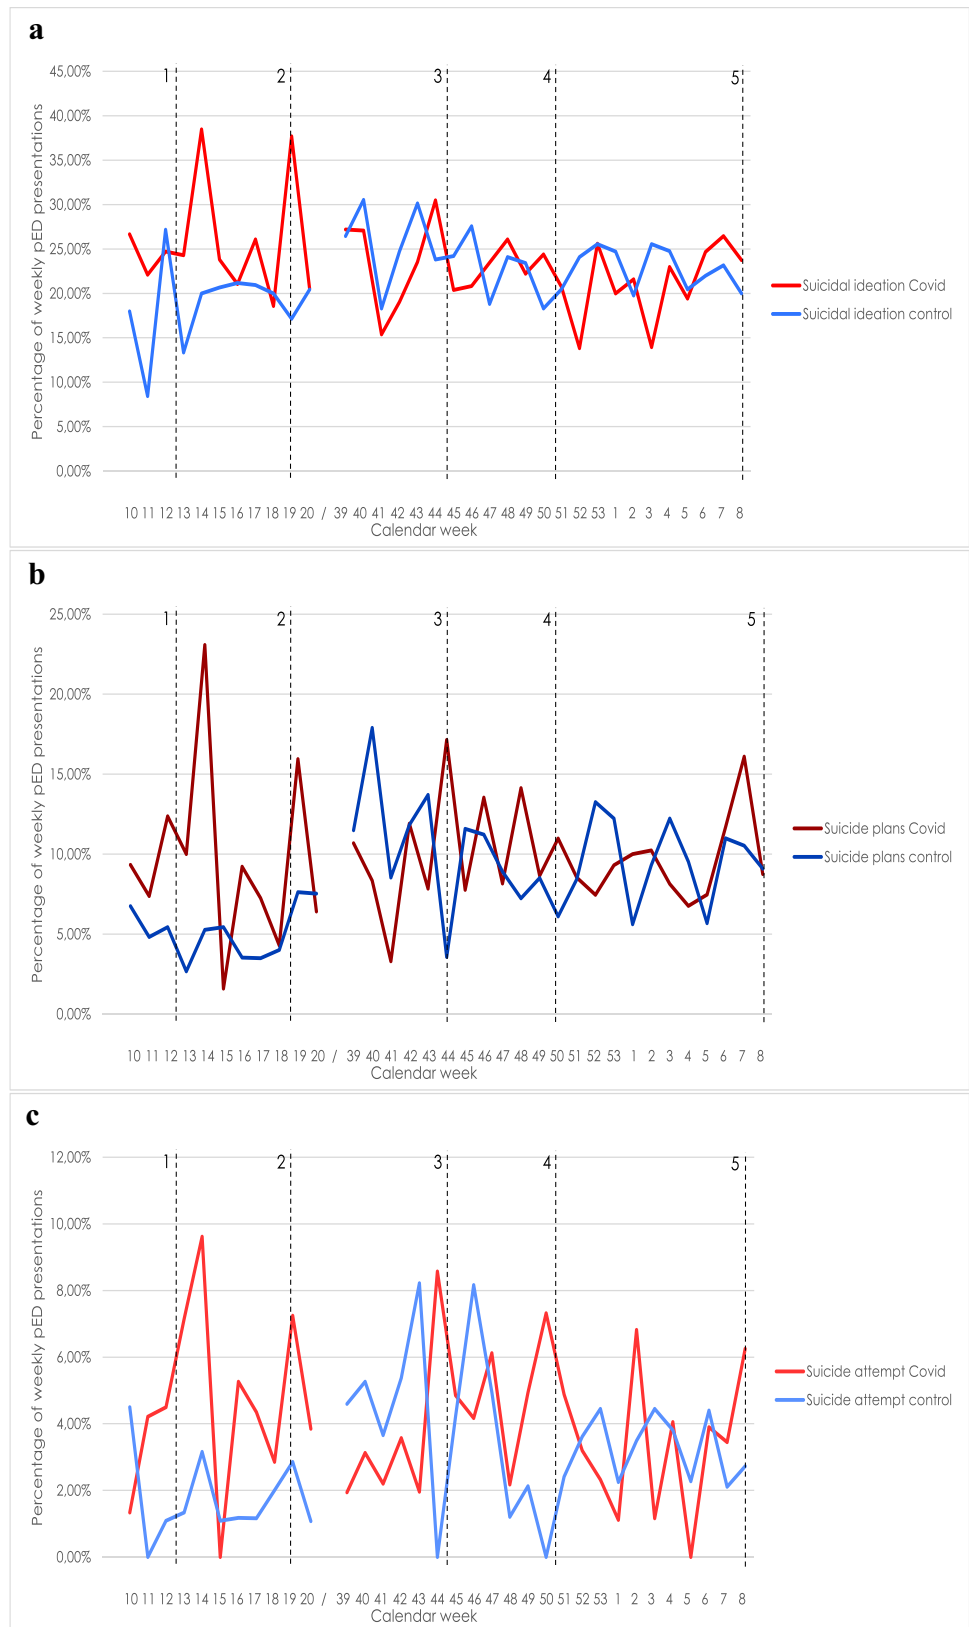 a
1 2 3 4 5
45,00%
40,00%
35,00%
30,00%
25,00%
20,00%
15,00%
10,00%
5,00%
0,00%
Percentage of weekly pED presentations
10 11 12 13 14 15 16 17 18 19 20 / 39 40 41 42 43 44 45 46 47 48 49 50 51 52 53 1 2 3 4 5 6 7 8
Calendar week
Suicidal ideation Covid
Suicidal ideation control
b
1 2 3 4 5
25,00%
20,00%
15,00%
10,00%
5,00%
0,00%
Percentage of weekly pED presentations
10 11 12 13 14 15 16 17 18 19 20 / 39 40 41 42 43 44 45 46 47 48 49 50 51 52 53 1 2 3 4 5 6 7 8
Calendar week
Suicide plans Covid
Suicide plans control
c
1 2 3 4 5
12,00%
10,00%
8,00%
6,00%
4,00%
2,00%
0,00%
Percentage of weekly pED presentations
10 11 12 13 14 15 16 17 18 19 20 / 39 40 41 42 43 44 45 46 47 48 49 50 51 52 53 1 2 3 4 5 6 7 8
Calendar week
Suicide attempt Covid
Suicide attempt control